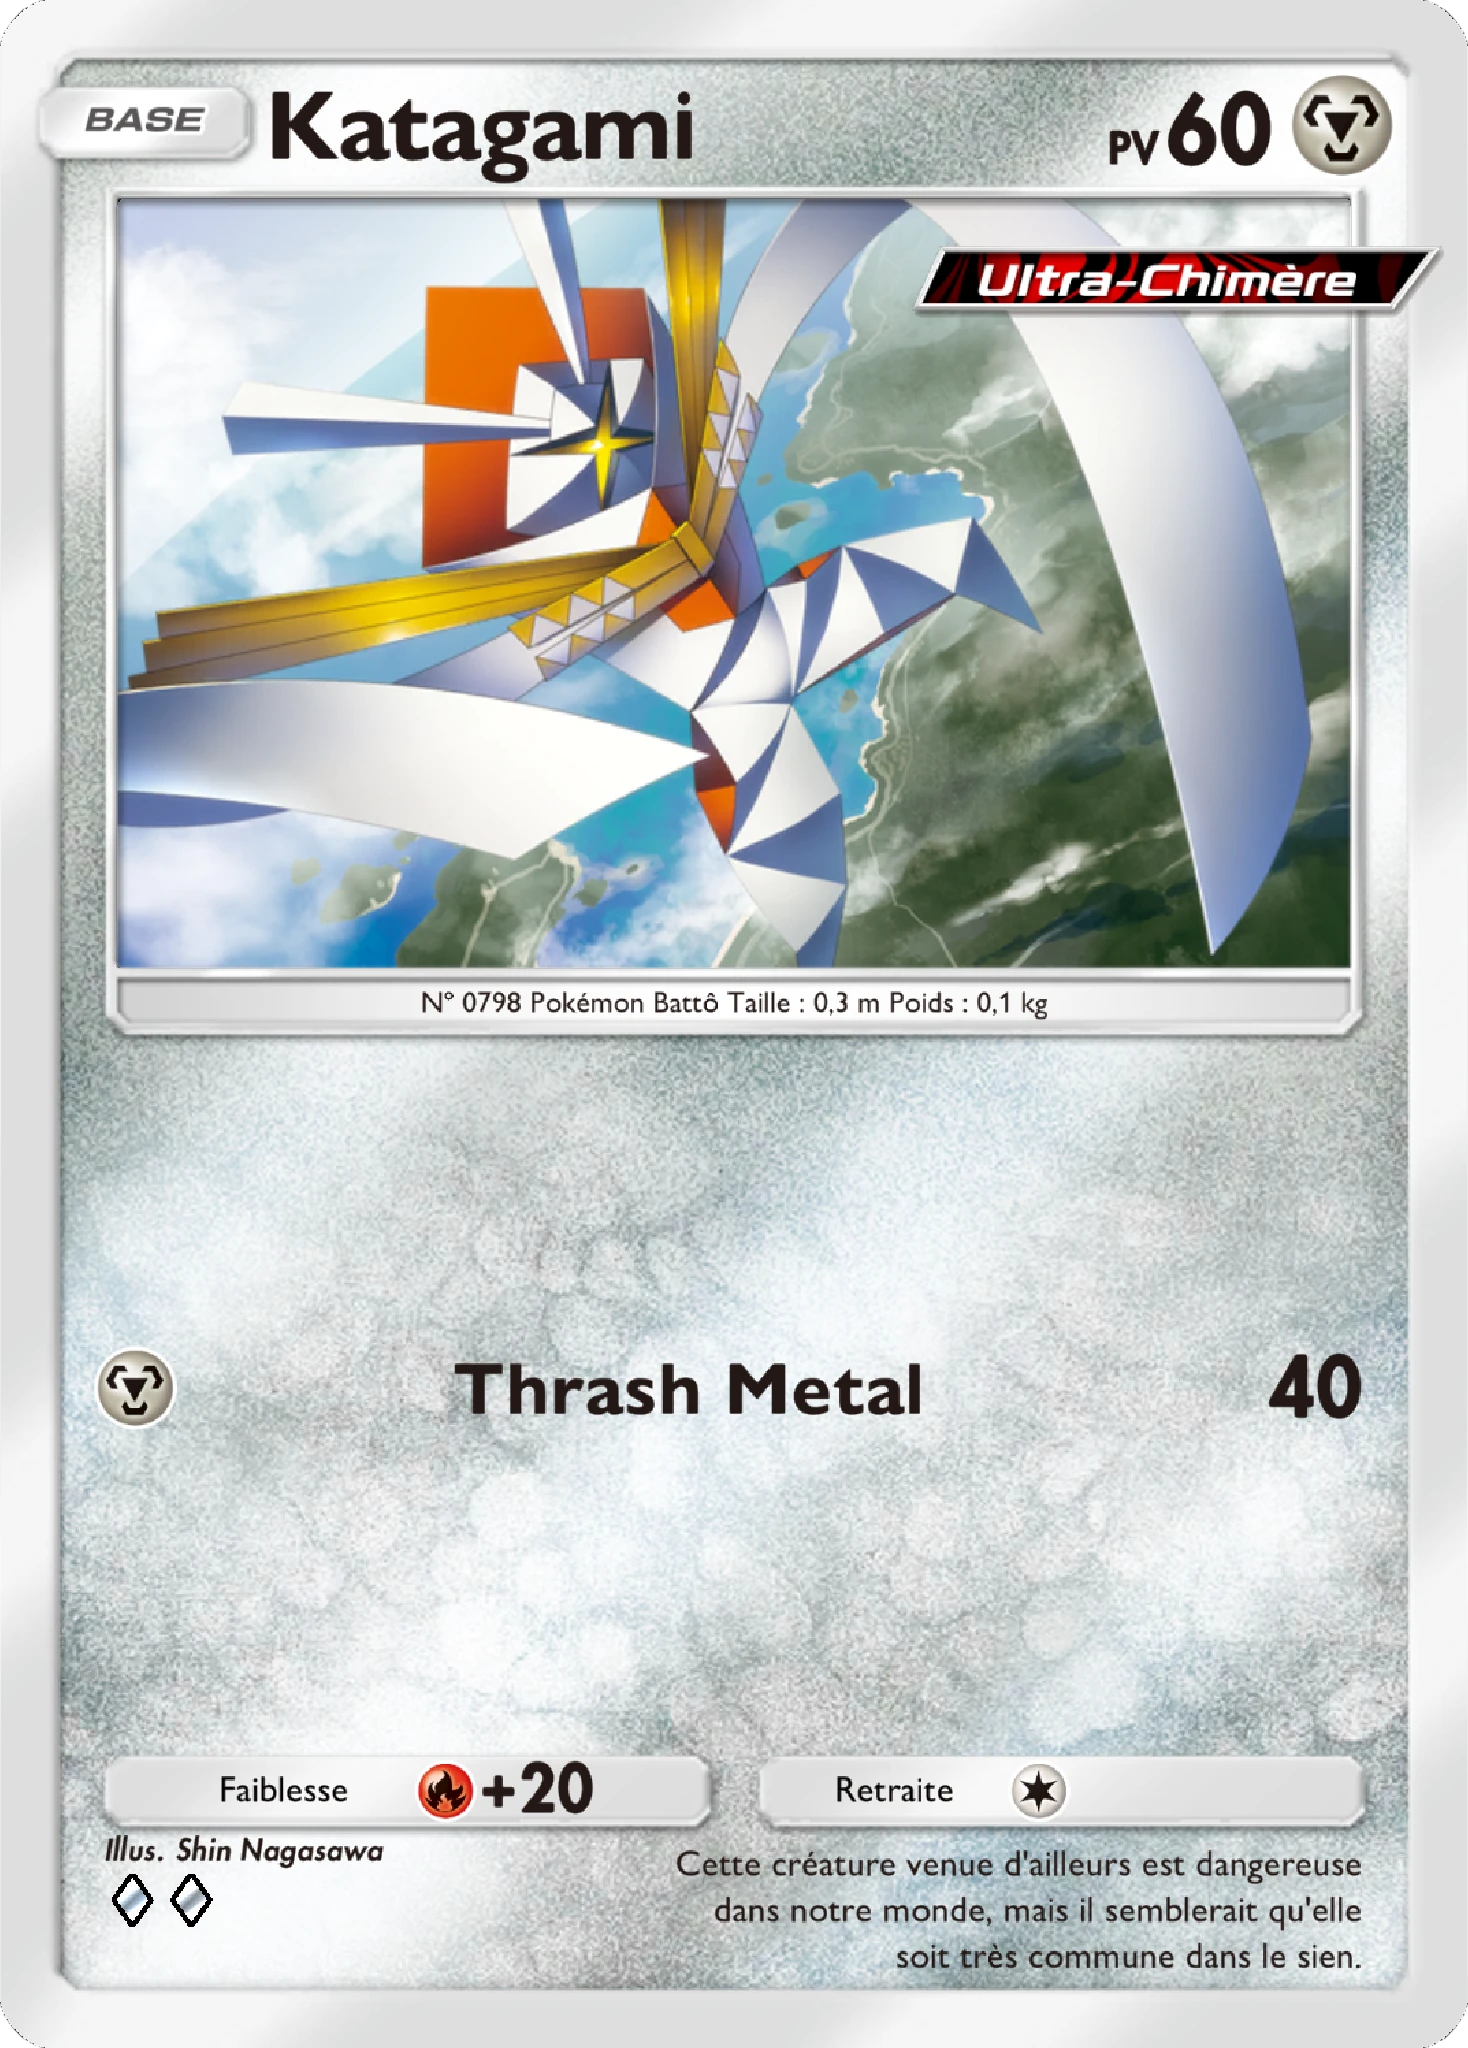 BASE Katagami PV 60
Ultra-Chimère
N° 0798 Pokémon Battô Taille : 0,3 m Poids : 0,1 kg
Thrash Metal 40
Faiblesse +20 Retraite
Illus. Shin Nagasawa
Cette créature venue d'ailleurs est dangereuse
dans notre monde, mais il semblerait qu'elle
soit très commune dans le sien.